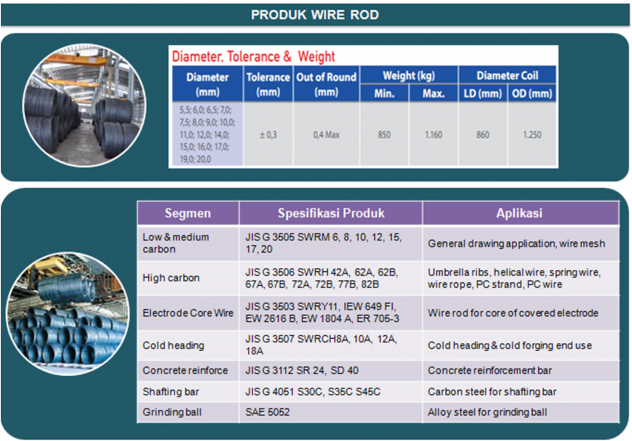 PRODUK WIRE ROD
Diameter, Tolerance & Weight
Diameter (mm) Tolerance (mm) Out of Round (mm) Weight (kg) Diameter Coil
Min. Max. LD (mm) OD (mm)
5,5; 6,0; 6,5; 7,0;
7,5; 8,0; 9,0; 10,0;
11,0; 12,0; 14,0;
15,0; 16,0; 17,0;
19,0; 20,0
± 0,3 0,4 Max 850 1.160 860 1.250
Segmen Spesifikasi Produk Aplikasi
Low & medium
carbon
JIS G 3505 SWRM 6, 8, 10, 12, 15,
17, 20
General drawing application, wire mesh
High carbon
JIS G 3506 SWRH 42A, 62A, 62B,
67A, 67B, 72A, 72B, 77B, 82B
Umbrella ribs, helical wire, spring wire,
wire rope, PC strand, PC wire
Electrode Core Wire
JIS G 3503 SWRY11, IEW 649 FI,
EW 2616 B, EW 1804 A, ER 70S-3
Wire rod for core of covered electrode
Cold heading
JIS G 3507 SWRCH8A, 10A, 12A,
18A
Cold heading & cold forging end use
Concrete reinforce JIS G 3112 SR 24, SD 40 Concrete reinforcement bar
Shafting bar JIS G 4051 S30C, S35C S45C Carbon steel for shafting bar
Grinding ball SAE 5052 Alloy steel for grinding ball